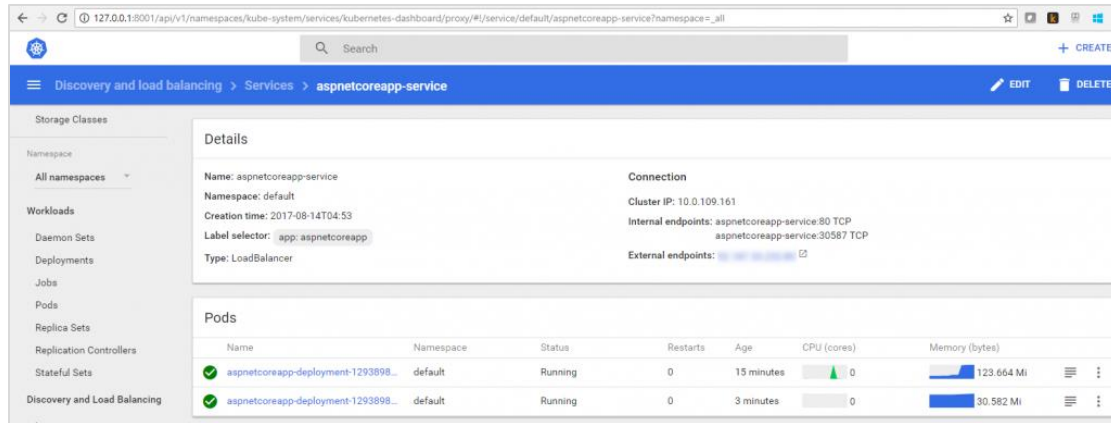 127.0.0.1:8001/api/v1/namespaces/kube-system/services/kubernetes-dashboard/proxy/#!/service/default/aspnetcoreapp-service?namespace=_all
Search
+ CREATE
Discovery and load balancing > Services > aspnetcoreapp-service
EDIT
DELETE
Storage Classes
Namespace
All namespaces
Workloads
Daemon Sets
Deployments
Jobs
Pods
Replica Sets
Replication Controllers
Stateful Sets
Discovery and Load Balancing
Details
Name: aspnetcoreapp-service
Namespace: default
Creation time: 2017-08-14T04:53
Label selector: app: aspnetcoreapp
Type: LoadBalancer
Connection
Cluster IP: 10.0.109.161
Internal endpoints: aspnetcoreapp-service:80 TCP
aspnetcoreapp-service:30587 TCP
External endpoints:
Pods
Name Namespace Status Restarts Age CPU (cores) Memory (bytes)
aspnetcoreapp-deployment-1293898... default Running 0 15 minutes 0 123.664 Mi
aspnetcoreapp-deployment-1293898... default Running 0 3 minutes 0 30.582 Mi